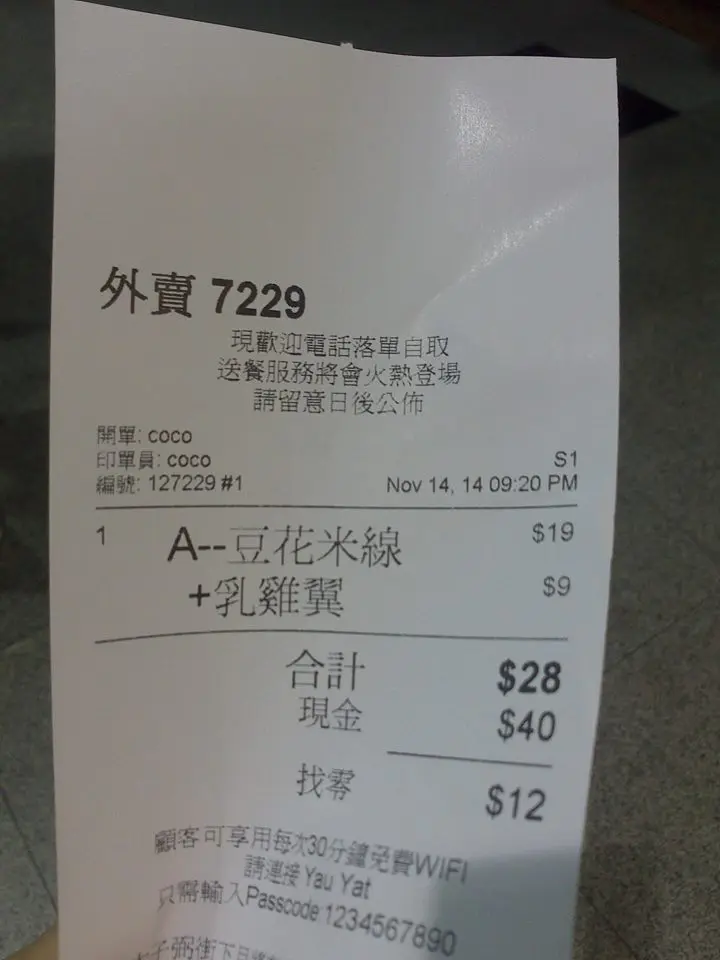 外賣 7229
現歡迎電話落單自取
送餐服務將會火熱登場
請留意日後公佈
開單: coco
印單員: coco S1
編號: 127229 #1 Nov 14, 14 09:20 PM
1 A--豆花米線 $19
+乳雞翼 $9
合計 $28
現金 $40
找零 $12
顧客可享用每次30分鐘免費WIFI
請連接 Yau Yat
只需輸入Passcode 1234567890
子粥街下月